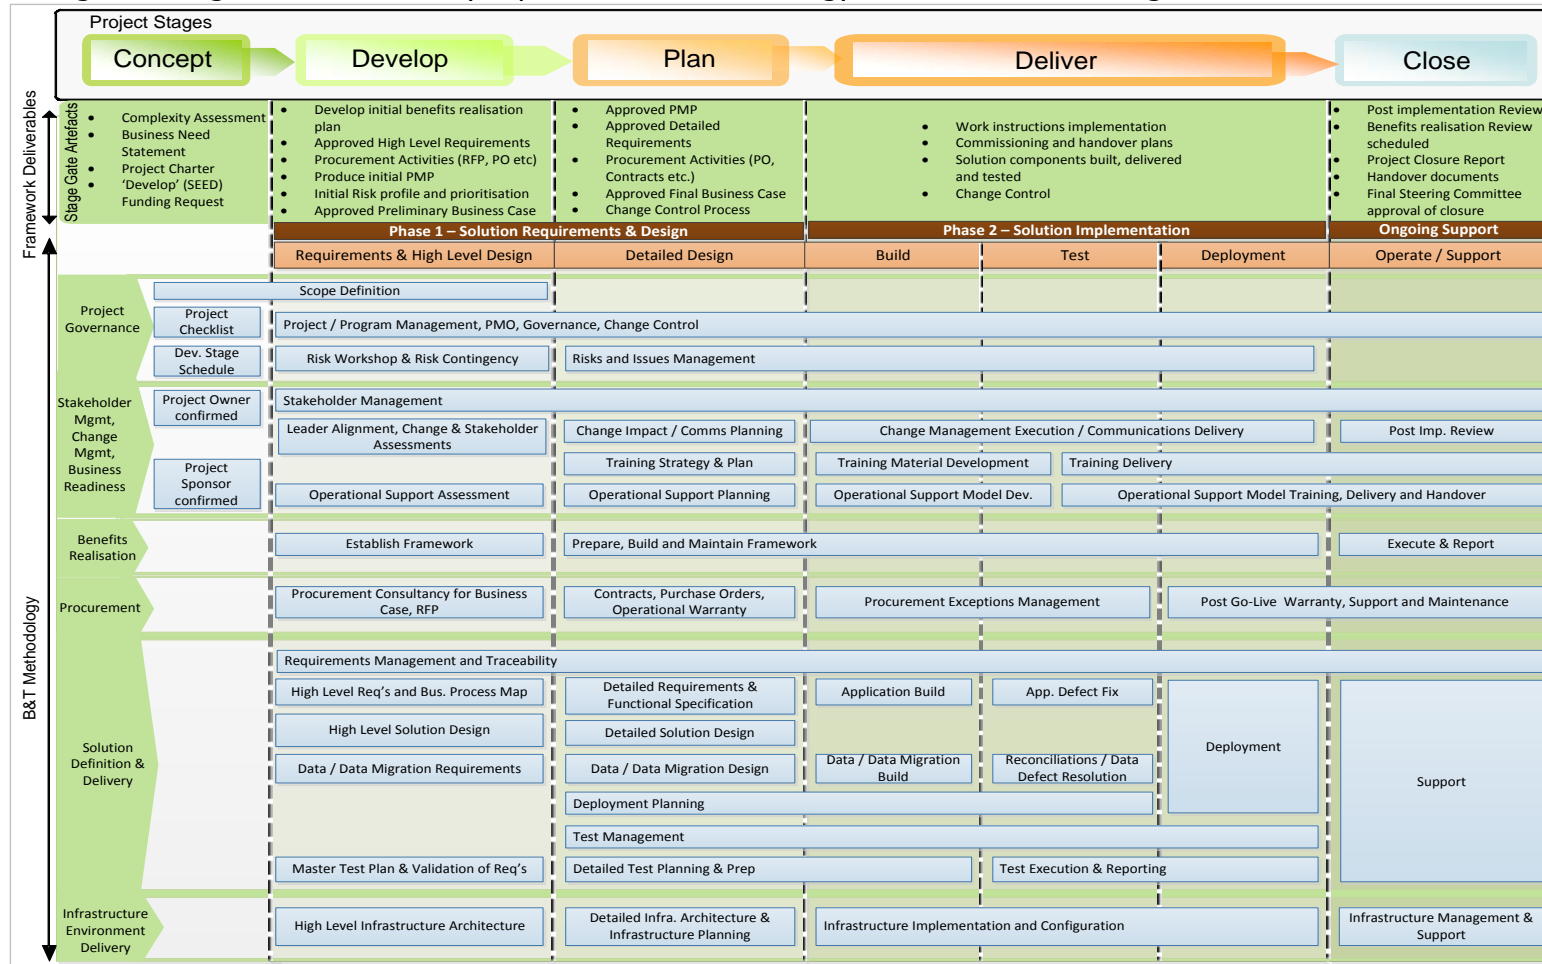 Project Stages
Concept
Develop
Plan
Deliver
Close
Framework Deliverables
Stage Gate Artefacts
• Complexity Assessment
• Business Need
Statement
• Project Charter
• ‘Develop’ (SEED)
Funding Request
• Develop initial benefits realisation
plan
• Approved High Level Requirements
• Procurement Activities (RFP, PO etc)
• Produce initial PMP
• Initial Risk profile and prioritisation
• Approved Preliminary Business Case
• Approved PMP
• Approved Detailed
Requirements
• Procurement Activities (PO,
Contracts etc.)
• Approved Final Business Case
• Change Control Process
• Work instructions implementation
• Commissioning and handover plans
• Solution components built, delivered
and tested
• Change Control
• Post implementation Review
• Benefits realisation Review
scheduled
• Project Closure Report
• Handover documents
• Final Steering Committee
approval of closure
Phase 1 – Solution Requirements & Design
Phase 2 – Solution Implementation
Ongoing Support
Requirements & High Level Design
Detailed Design
Build
Test
Deployment
Operate / Support
B&T Methodology
Project
Governance
Scope Definition
Project
Checklist
Project / Program Management, PMO, Governance, Change Control
Dev. Stage
Schedule
Risk Workshop & Risk Contingency
Risks and Issues Management
Stakeholder
Mgmt,
Change
Mgmt,
Business
Readiness
Project Owner
confirmed
Stakeholder Management
Leader Alignment, Change & Stakeholder
Assessments
Change Impact / Comms Planning
Change Management Execution / Communications Delivery
Post Imp. Review
Training Strategy & Plan
Training Material Development
Training Delivery
Project
Sponsor
confirmed
Operational Support Assessment
Operational Support Planning
Operational Support Model Dev.
Operational Support Model Training, Delivery and Handover
Benefits
Realisation
Establish Framework
Prepare, Build and Maintain Framework
Execute & Report
Procurement
Procurement Consultancy for Business
Case, RFP
Contracts, Purchase Orders,
Operational Warranty
Procurement Exceptions Management
Post Go-Live Warranty, Support and Maintenance
Solution
Definition &
Delivery
Requirements Management and Traceability
High Level Req’s and Bus. Process Map
Detailed Requirements &
Functional Specification
Application Build
App. Defect Fix
Deployment
Support
High Level Solution Design
Detailed Solution Design
Data / Data Migration Requirements
Data / Data Migration Design
Data / Data Migration
Build
Reconciliations / Data
Defect Resolution
Deployment Planning
Test Management
Master Test Plan & Validation of Req’s
Detailed Test Planning & Prep
Test Execution & Reporting
Infrastructure
Environment
Delivery
High Level Infrastructure Architecture
Detailed Infra. Architecture &
Infrastructure Planning
Infrastructure Implementation and Configuration
Infrastructure Management &
Support